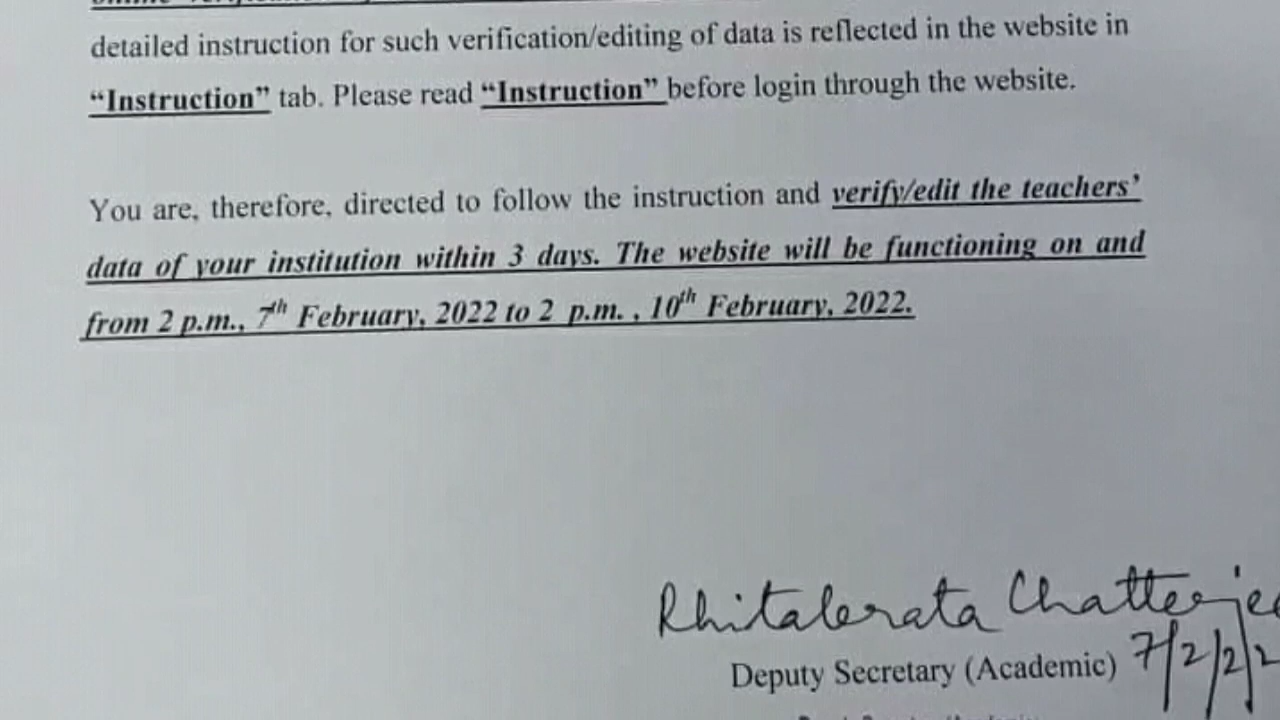 detailed instruction for such verification/editing of data is reflected in the website in
“Instruction” tab. Please read “Instruction” before login through the website.
You are, therefore, directed to follow the instruction and verify/edit the teachers’
data of your institution within 3 days. The website will be functioning on and
from 2 p.m., 7th February, 2022 to 2 p.m. , 10th February, 2022.
Chatterjee
Deputy Secretary (Academic) 7/2/2